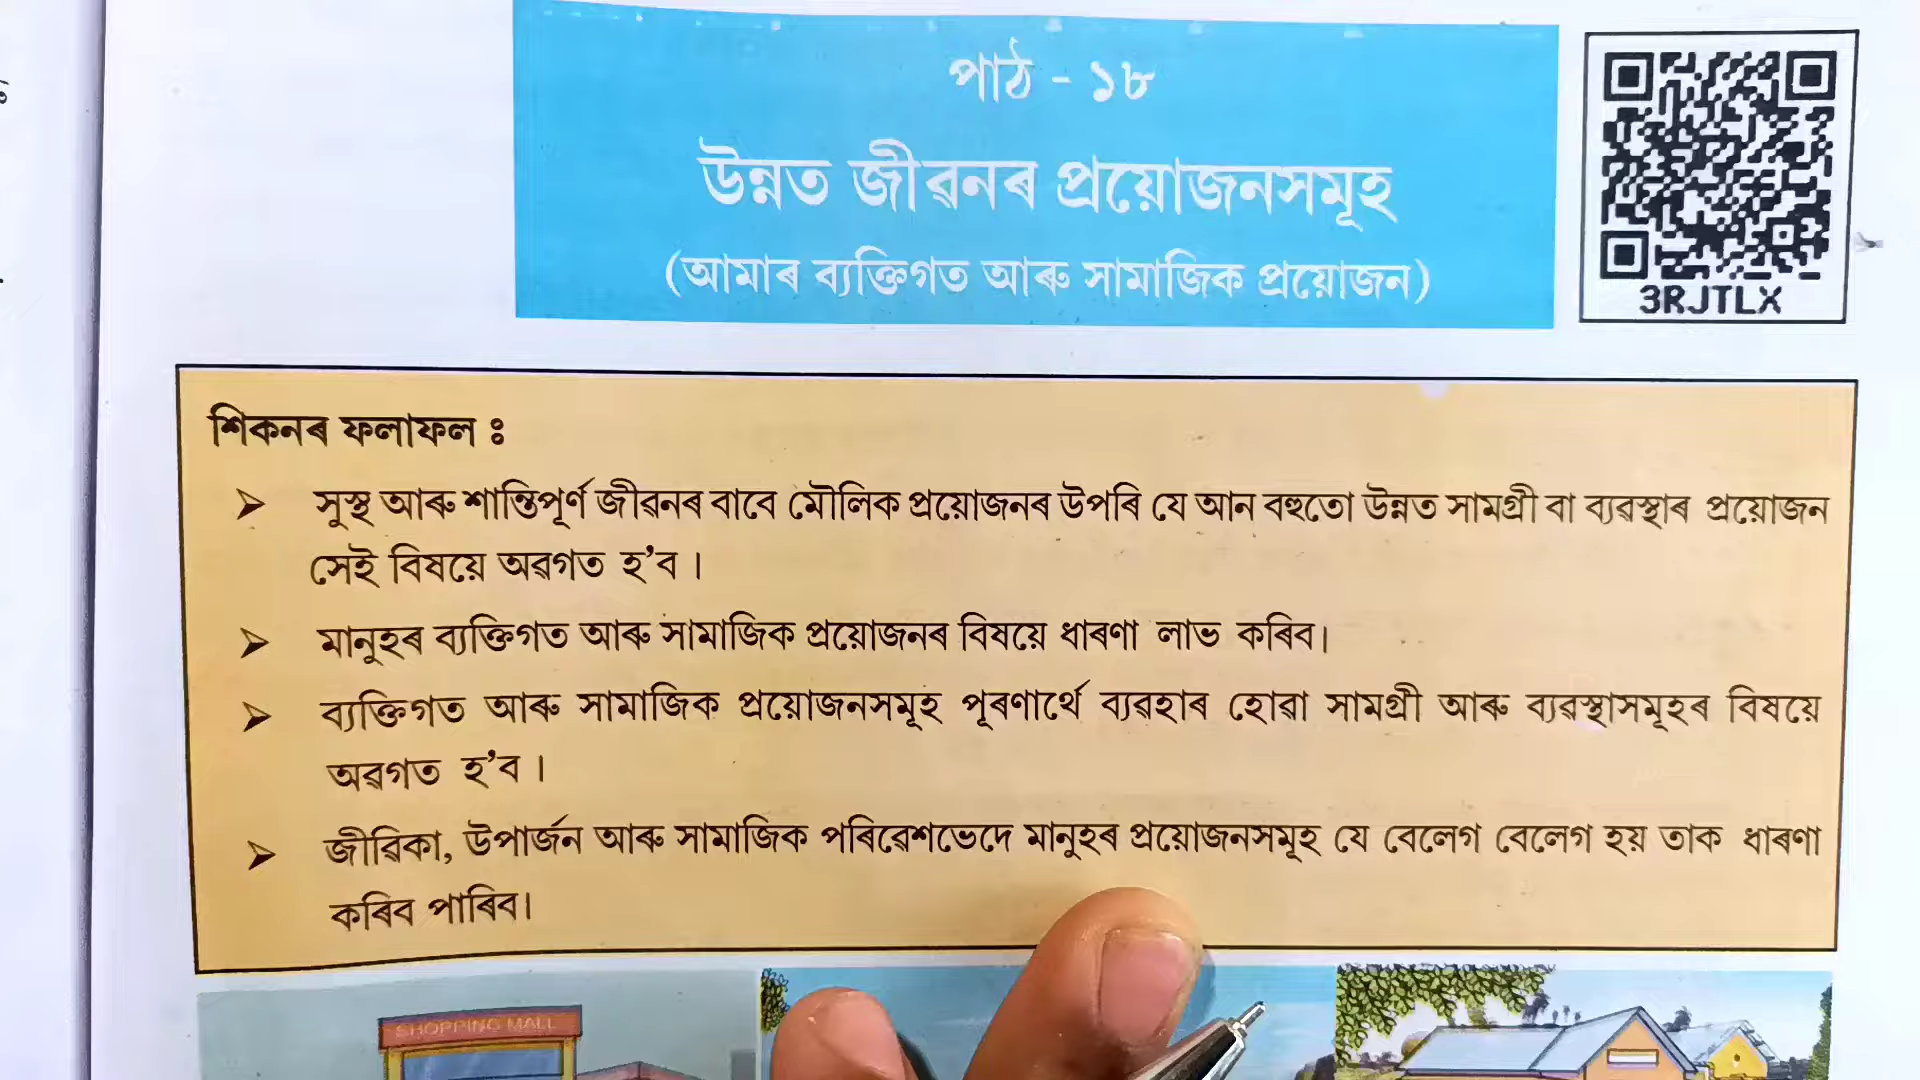 পাঠ - ১৮
উন্নত জীৱনৰ প্ৰয়োজনসমূহ
(আমাৰ ব্যক্তিগত আৰু সামাজিক প্ৰয়োজন)
3RJTLX
শিকনৰ ফলাফল ঃ
➢ সুস্থ আৰু শান্তিপূৰ্ণ জীৱনৰ বাবে মৌলিক প্ৰয়োজনৰ উপৰি যে আন বহুতো উন্নত সামগ্ৰী বা ব্যৱস্থাৰ প্ৰয়োজন
সেই বিষয়ে অৱগত হ’ব ।
➢ মানুহৰ ব্যক্তিগত আৰু সামাজিক প্ৰয়োজনৰ বিষয়ে ধাৰণা লাভ কৰিব।
➢ ব্যক্তিগত আৰু সামাজিক প্ৰয়োজনসমূহ পূৰণাৰ্থে ব্যৱহাৰ হোৱা সামগ্ৰী আৰু ব্যৱস্থাসমূহৰ বিষয়ে
অৱগত হ’ব ।
➢ জীৱিকা, উপাৰ্জন আৰু সামাজিক পৰিৱেশভেদে মানুহৰ প্ৰয়োজনসমূহ যে বেলেগ বেলেগ হয় তাক ধাৰণা
কৰিব পাৰিব।
SHOPPING MALL